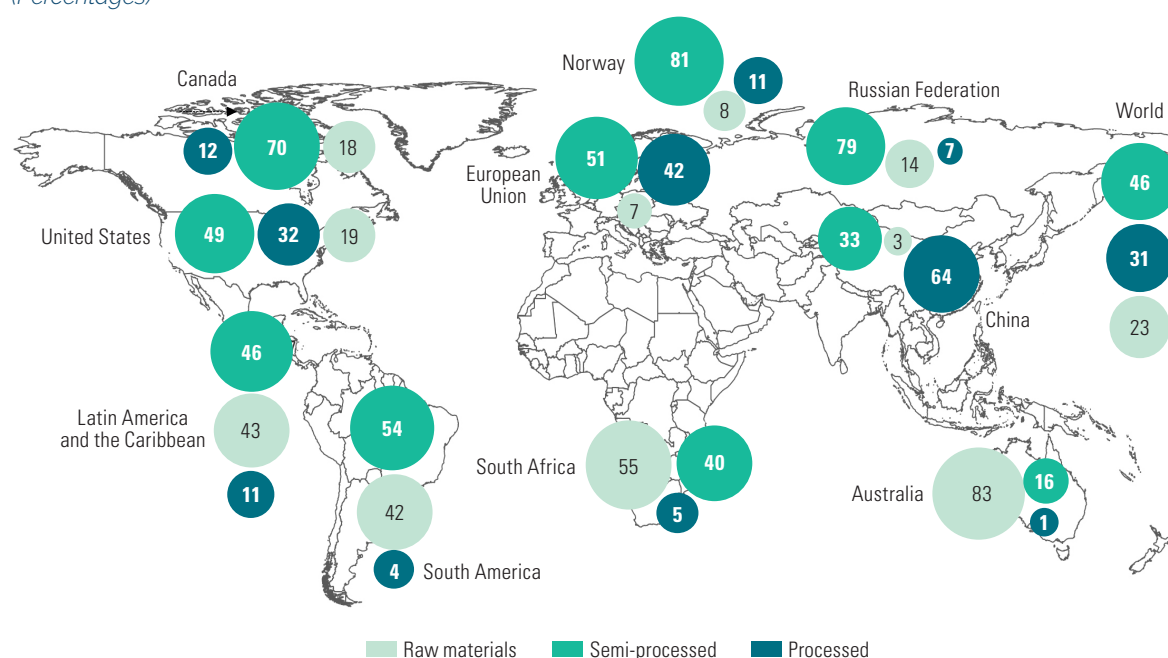 (Percentages)
Canada
12
70
18
United States
49
32
19
Norway
81
11
8
European
Union
51
42
7
Russian Federation
79
14
7
World
46
31
23
33
3
64
China
Latin America
and the Caribbean
46
43
11
54
42
4
South America
South Africa
55
40
5
Australia
83
16
1
Raw materials
Semi-processed
Processed